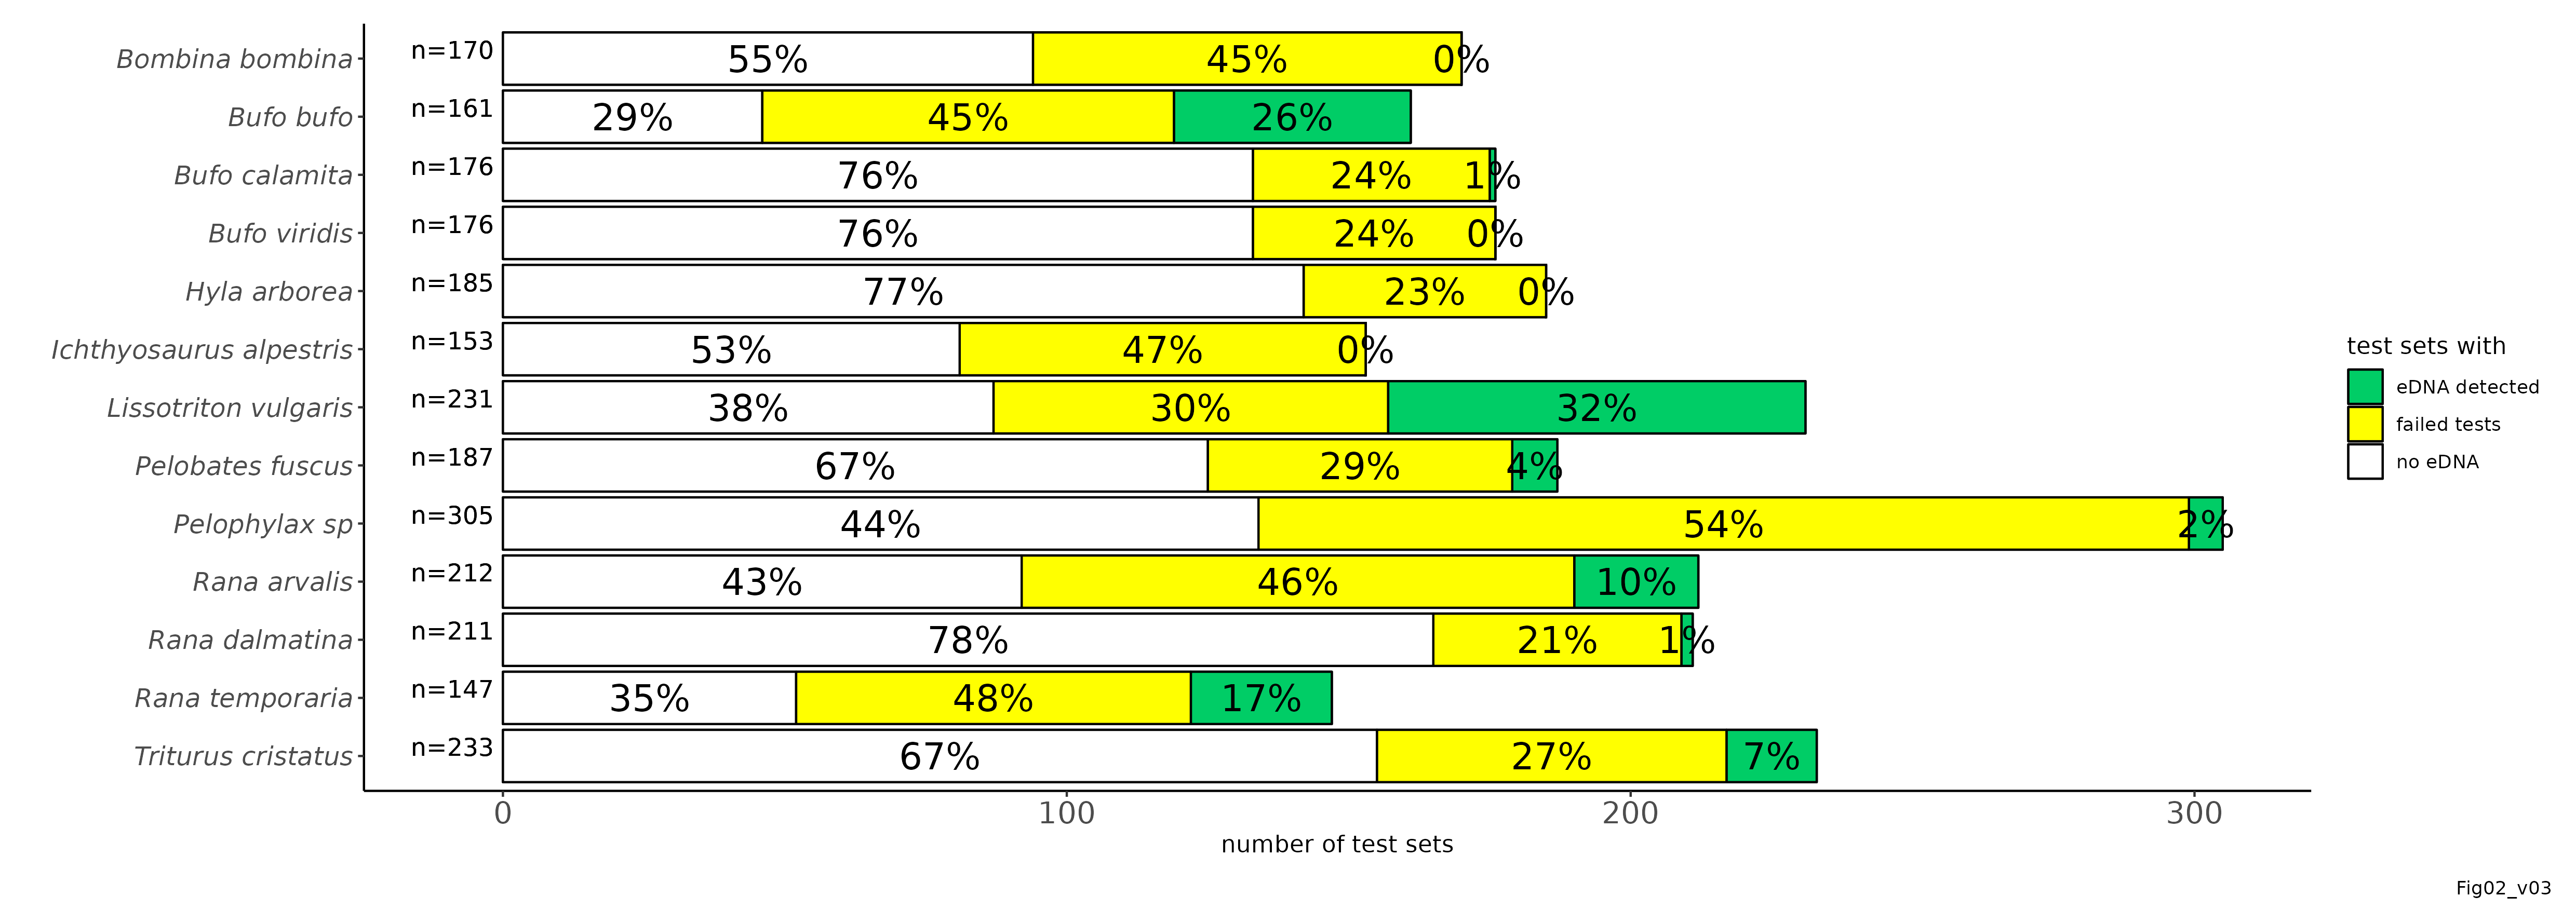 Bombina bombina n=170 55% 45% 0%
Bufo bufo n=161 29% 45% 26%
Bufo calamita n=176 76% 24% 1%
Bufo viridis n=176 76% 24% 0%
Hyla arborea n=185 77% 23% 0%
Ichthyosaurus alpestris n=153 53% 47% 0%
Lissotriton vulgaris n=231 38% 30% 32%
Pelobates fuscus n=187 67% 29% 4%
Pelophylax sp n=305 44% 54% 2%
Rana arvalis n=212 43% 46% 10%
Rana dalmatina n=211 78% 21% 1%
Rana temporaria n=147 35% 48% 17%
Triturus cristatus n=233 67% 27% 7%
0 100 200 300
number of test sets
test sets with
eDNA detected
failed tests
no eDNA
Fig02_v03